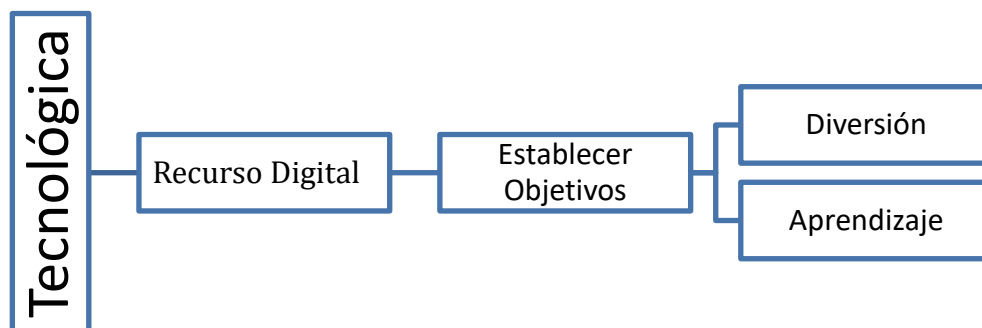 Tecnológica
Recurso Digital
Establecer
Objetivos
Diversión
Aprendizaje